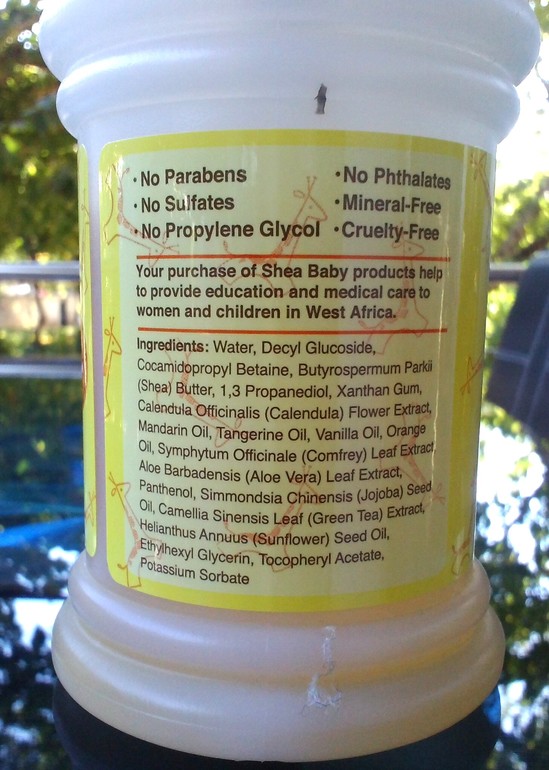 • No Parabens
• No Sulfates
• No Propylene Glycol
• No Phthalates
• Mineral-Free
• Cruelty-Free
Your purchase of Shea Baby products help
to provide education and medical care to
women and children in West Africa.
Ingredients: Water, Decyl Glucoside,
Cocamidopropyl Betaine, Butyrospermum Parkii
(Shea) Butter, 1,3 Propanediol, Xanthan Gum,
Calendula Officinalis (Calendula) Flower Extract,
Mandarin Oil, Tangerine Oil, Vanilla Oil, Orange
Oil, Symphytum Officinale (Comfrey) Leaf Extract,
Aloe Barbadensis (Aloe Vera) Leaf Extract,
Panthenol, Simmondsia Chinensis (Jojoba) Seed
Oil, Camellia Sinensis Leaf (Green Tea) Extract,
Helianthus Annuus (Sunflower) Seed Oil,
Ethylhexyl Glycerin, Tocopheryl Acetate,
Potassium Sorbate